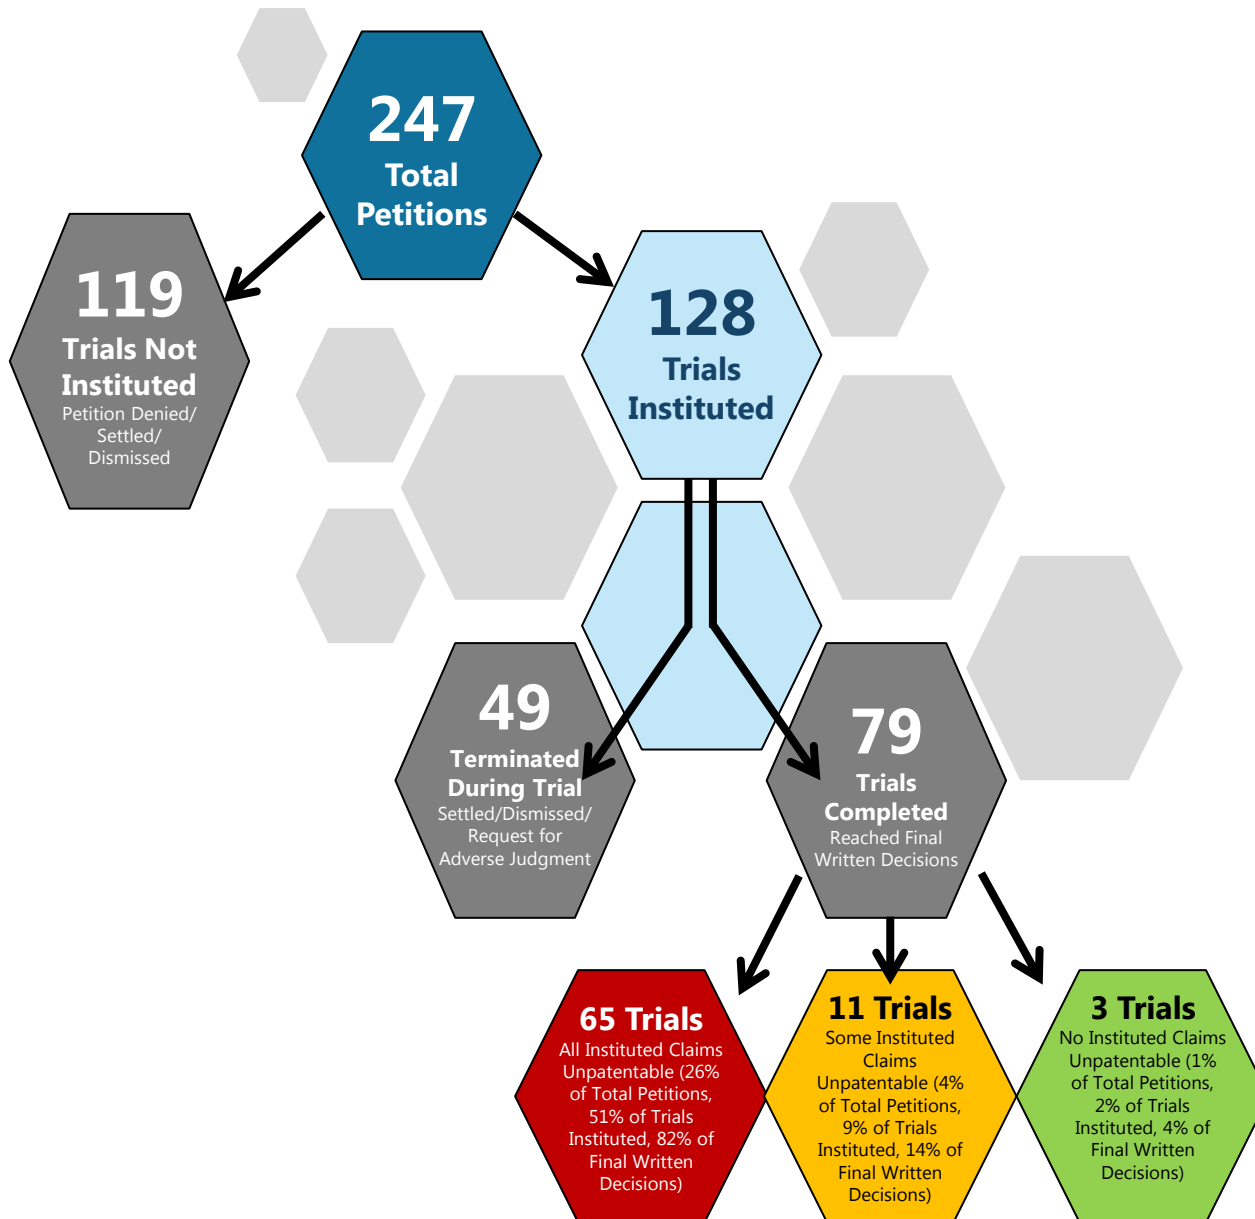 247
Total
Petitions
119
Trials Not
Instituted
Petition Denied/
Settled/
Dismissed
128
Trials
Instituted
49
Terminated
During Trial
Settled/Dismissed/
Request for
Adverse Judgment
79
Trials
Completed
Reached Final
Written Decisions
65 Trials
All Instituted Claims
Unpatentable (26%
of Total Petitions,
51% of Trials
Instituted, 82% of
Final Written
Decisions)
11 Trials
Some Instituted
Claims
Unpatentable (4%
of Total Petitions,
9% of Trials
Instituted, 14% of
Final Written
Decisions)
3 Trials
No Instituted Claims
Unpatentable (1%
of Total Petitions,
2% of Trials
Instituted, 4% of
Final Written
Decisions)